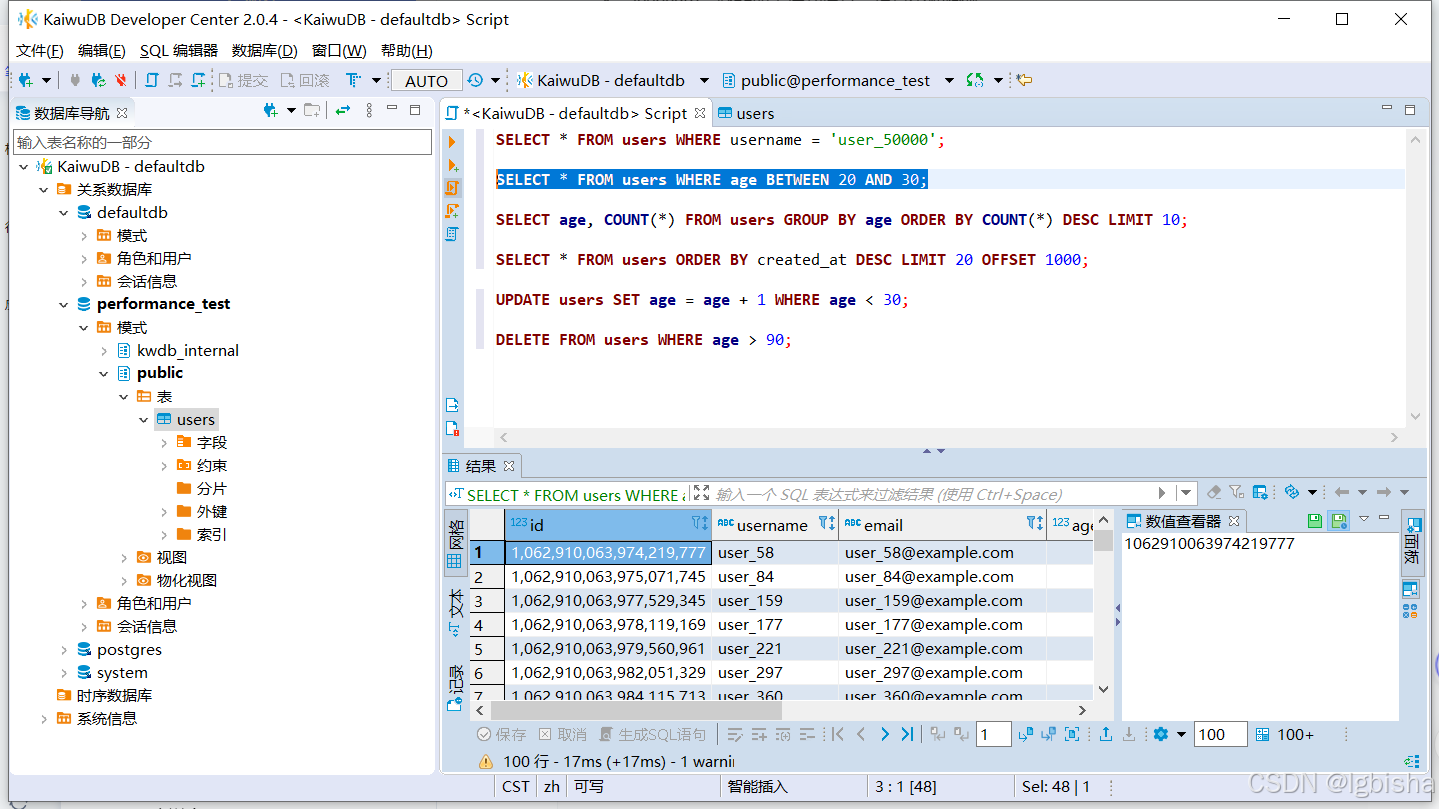 KaiwuDB Developer Center 2.0.4 - <KaiwuDB - defaultdb> Script
文件(F) 编辑(E) SQL 编辑器 数据库(D) 窗口(W) 帮助(H)
提交 回滚 T AUTO KaiwuDB - defaultdb public@performance_test
数据库导航
输入表名称的一部分
KaiwuDB - defaultdb
关系数据库
defaultdb
模式
角色和用户
会话信息
performance_test
模式
kwdb_internal
public
表
users
字段
约束
分片
外键
索引
视图
物化视图
角色和用户
会话信息
postgres
system
时序数据库
系统信息
*<KaiwuDB - defaultdb> Script users
SELECT * FROM users WHERE username = 'user_50000';
SELECT * FROM users WHERE age BETWEEN 20 AND 30;
SELECT age, COUNT(*) FROM users GROUP BY age ORDER BY COUNT(*) DESC LIMIT 10;
SELECT * FROM users ORDER BY created_at DESC LIMIT 20 OFFSET 1000;
UPDATE users SET age = age + 1 WHERE age < 30;
DELETE FROM users WHERE age > 90;
结果
SELECT * FROM users WHERE a 输入一个 SQL 表达式来过滤结果 (使用 Ctrl+Space)
网格
文本
记录
123 id ABC username ABC email 123 age
1 1,062,910,063,974,219,777 user_58 user_58@example.com
2 1,062,910,063,975,071,745 user_84 user_84@example.com
3 1,062,910,063,977,529,345 user_159 user_159@example.com
4 1,062,910,063,978,119,169 user_177 user_177@example.com
5 1,062,910,063,979,560,961 user_221 user_221@example.com
6 1,062,910,063,982,051,329 user_297 user_297@example.com
7 1,062,910,063,984,115,713 user_360 user_360@example.com
数值查看器
1062910063974219777
面板
保存 取消 生成SQL语句 1 100 100+
100 行 - 17ms (+17ms) - 1 warni
CST zh 可写 智能插入 3 : 1 [48] Sel: 48 | 1
CSDN @lgbisha